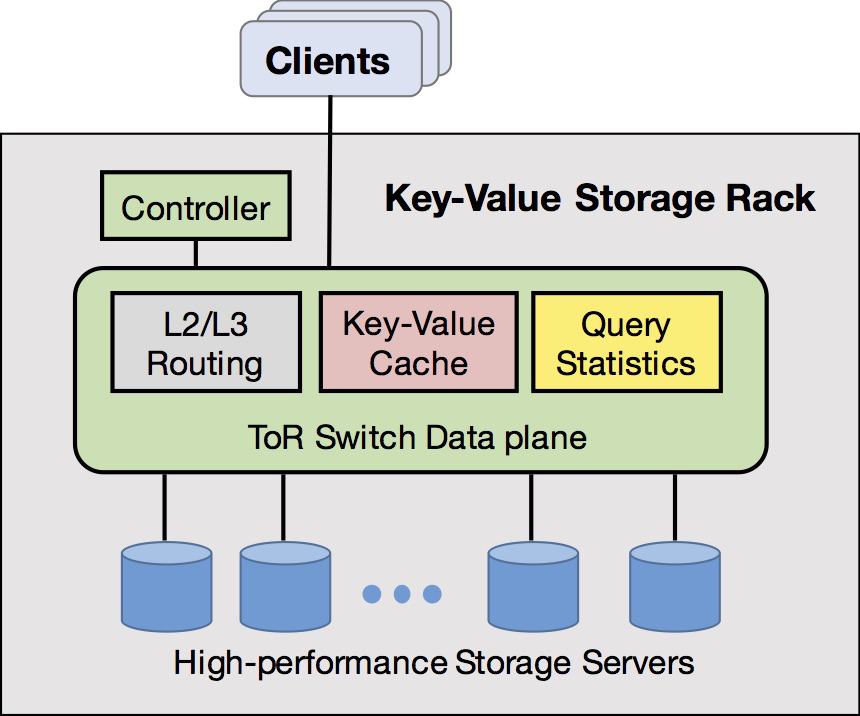 Clients
Key-Value Storage Rack
Controller
L2/L3
Routing
Key-Value
Cache
Query
Statistics
ToR Switch Data plane
High-performance Storage Servers